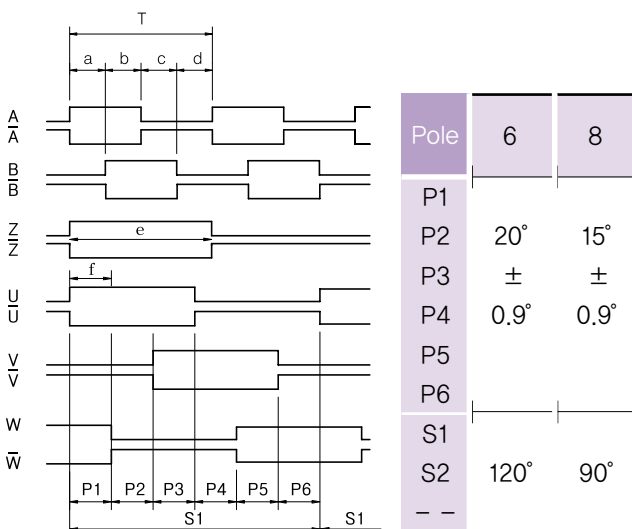 T
a b c d
A
A
B
B
Z
Z
e
f
U
U
V
V
W
W
P1 P2 P3 P4 P5 P6
S1 S1
Pole 6 8
P1
P2 20° 15°
P3 ± ±
P4 0.9° 0.9°
P5
P6
S1
S2 120° 90°
– –